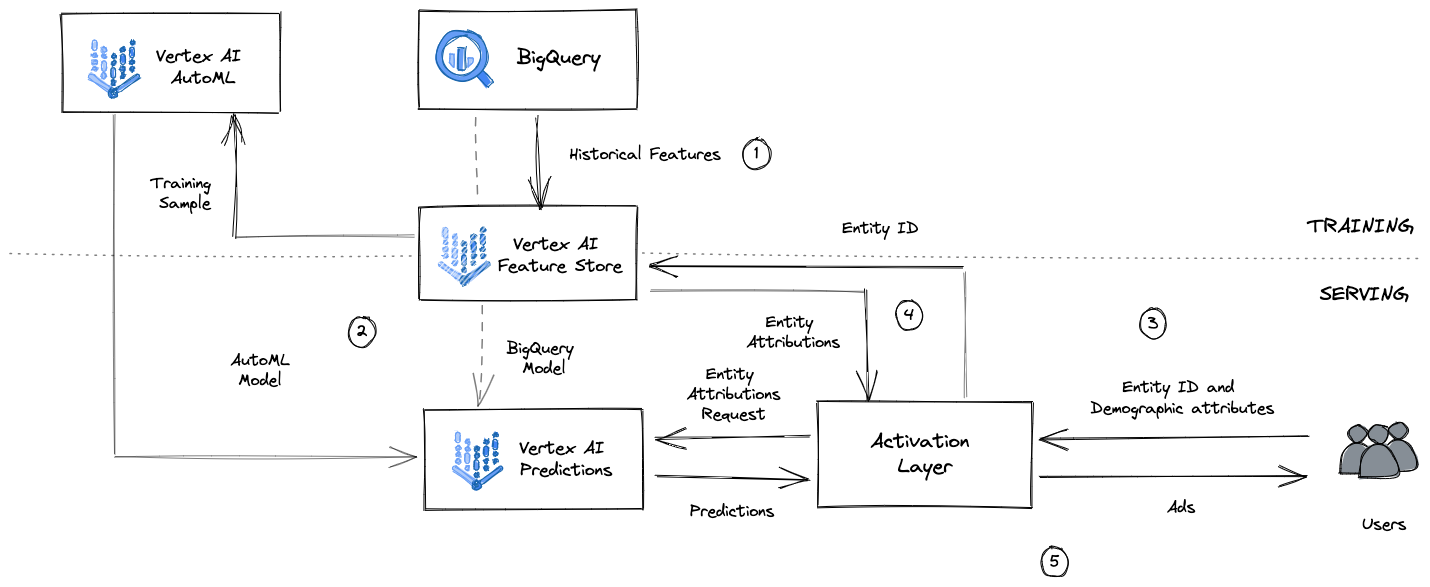 Vertex AI
AutoML
BigQuery
Historical Features
1
Training
Sample
Entity ID
TRAINING
Vertex AI
Feature Store
SERVING
2
4
3
Entity
Attributions
BigQuery
Model
AutoML
Model
Entity
Attributions
Request
Entity ID and
Demographic attributes
Vertex AI
Predictions
Activation
Layer
Predictions
Ads
Users
5